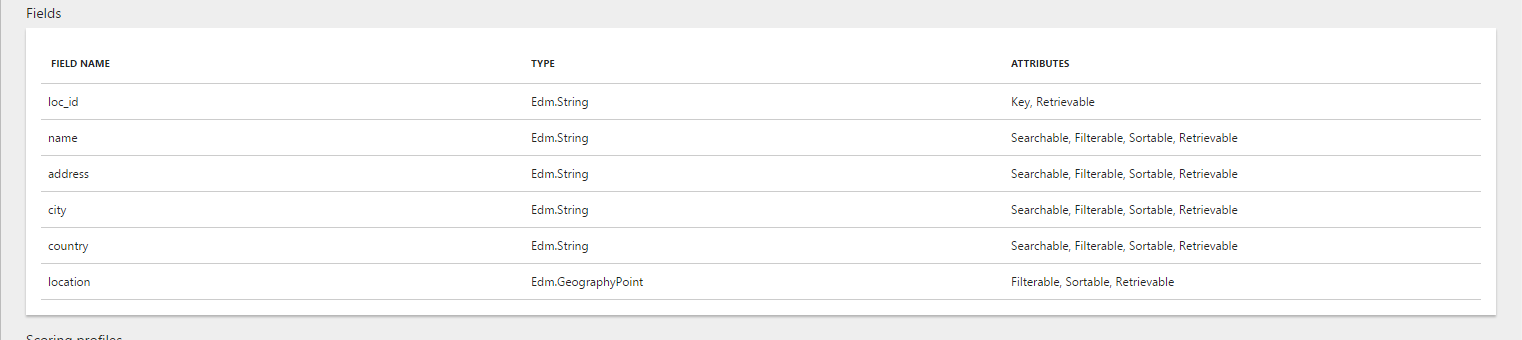 Fields
FIELD NAME TYPE ATTRIBUTES
loc_id Edm.String Key, Retrievable
name Edm.String Searchable, Filterable, Sortable, Retrievable
address Edm.String Searchable, Filterable, Sortable, Retrievable
city Edm.String Searchable, Filterable, Sortable, Retrievable
country Edm.String Searchable, Filterable, Sortable, Retrievable
location Edm.GeographyPoint Filterable, Sortable, Retrievable
Scoring profiles